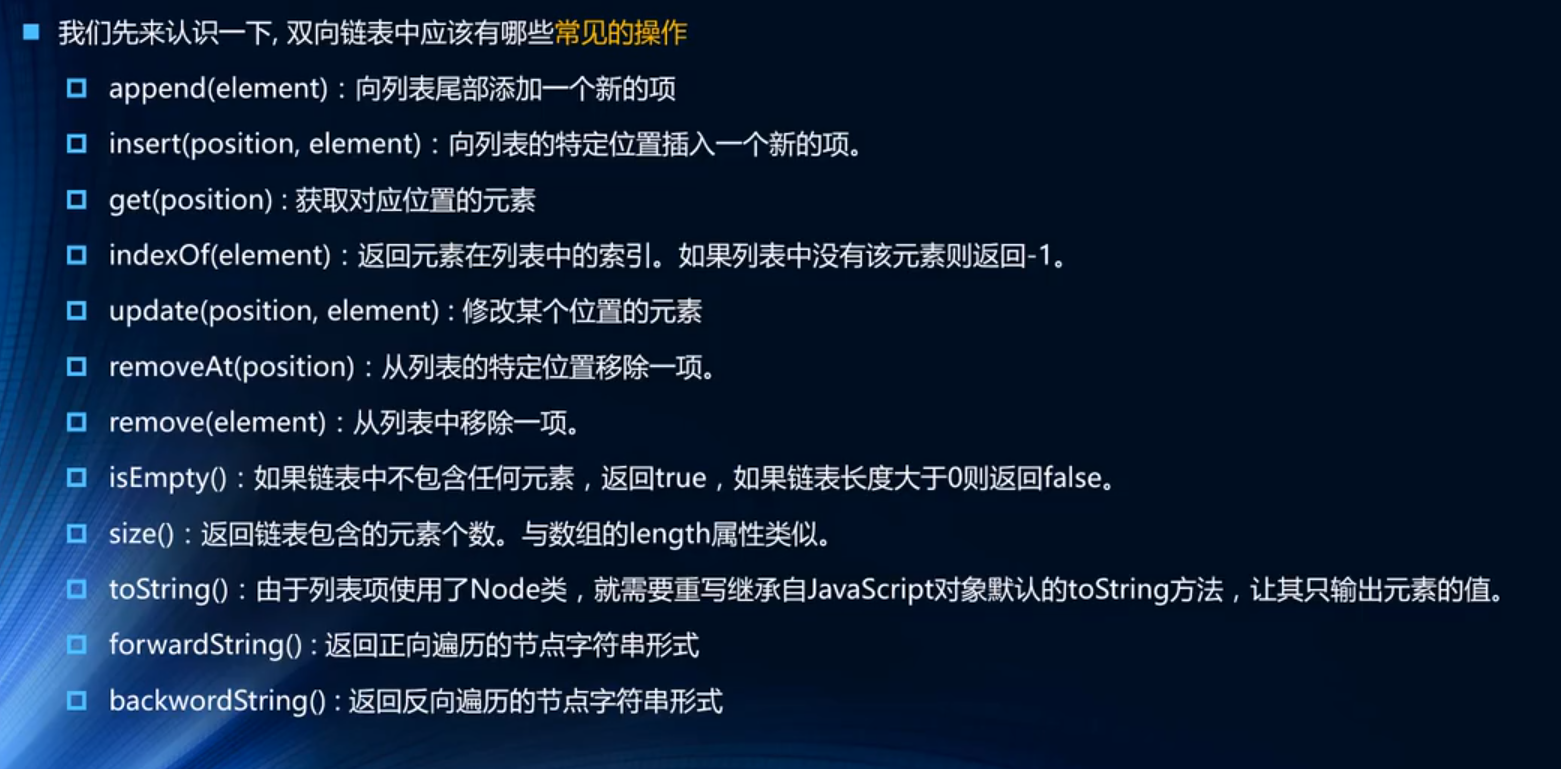 我们先来认识一下, 双向链表中应该有哪些常见的操作
append(element)：向列表尾部添加一个新的项
insert(position, element)：向列表的特定位置插入一个新的项。
get(position) : 获取对应位置的元素
indexOf(element)：返回元素在列表中的索引。如果列表中没有该元素则返回-1。
update(position, element) : 修改某个位置的元素
removeAt(position)：从列表的特定位置移除一项。
remove(element)：从列表中移除一项。
isEmpty()：如果链表中不包含任何元素，返回true，如果链表长度大于0则返回false。
size()：返回链表包含的元素个数。与数组的length属性类似。
toString()：由于列表项使用了Node类，就需要重写继承自JavaScript对象默认的toString方法，让其只输出元素的值。
forwardString() : 返回正向遍历的节点字符串形式
backwordString() : 返回反向遍历的节点字符串形式